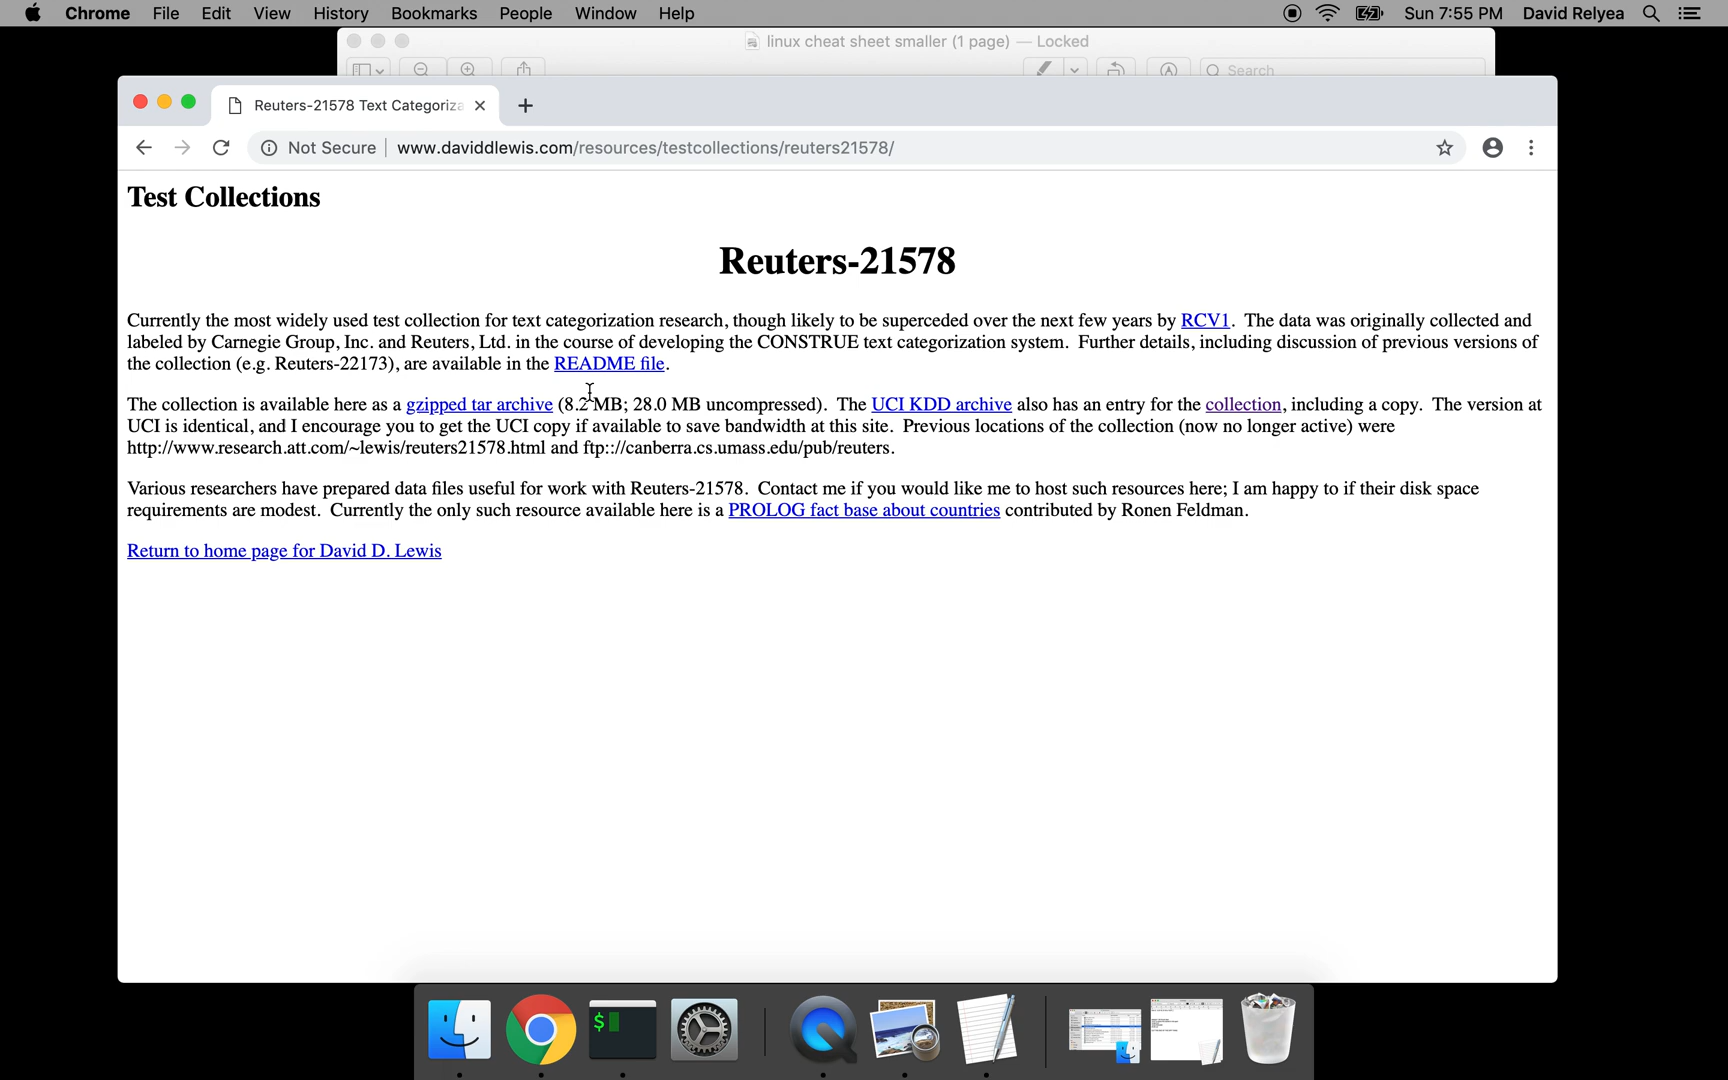 Chrome File Edit View History Bookmarks People Window Help Sun 7:55 PM David Relyea
linux cheat sheet smaller (1 page) — Locked
Search
Reuters-21578 Text Categoriza
Not Secure www.daviddlewis.com/resources/testcollections/reuters21578/
Test Collections
Reuters-21578
Currently the most widely used test collection for text categorization research, though likely to be superceded over the next few years by RCV1. The data was originally collected and
labeled by Carnegie Group, Inc. and Reuters, Ltd. in the course of developing the CONSTRUE text categorization system. Further details, including discussion of previous versions of
the collection (e.g. Reuters-22173), are available in the README file.
The collection is available here as a gzipped tar archive (8.2 MB; 28.0 MB uncompressed). The UCI KDD archive also has an entry for the collection, including a copy. The version at
UCI is identical, and I encourage you to get the UCI copy if available to save bandwidth at this site. Previous locations of the collection (now no longer active) were
http://www.research.att.com/~lewis/reuters21578.html and ftp:://canberra.cs.umass.edu/pub/reuters.
Various researchers have prepared data files useful for work with Reuters-21578. Contact me if you would like me to host such resources here; I am happy to if their disk space
requirements are modest. Currently the only such resource available here is a PROLOG fact base about countries contributed by Ronen Feldman.
Return to home page for David D. Lewis
$